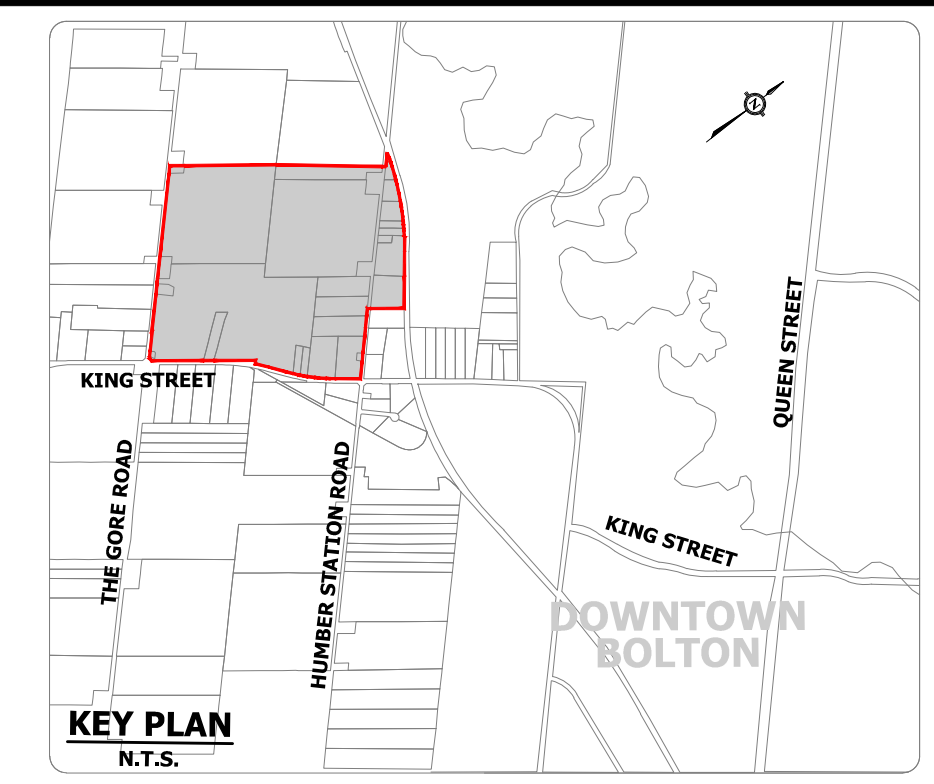 N
QUEEN STREET
KING STREET
THE GORE ROAD
HUMBER STATION ROAD
KING STREET
DOWNTOWN
BOLTON
KEY PLAN
N.T.S.